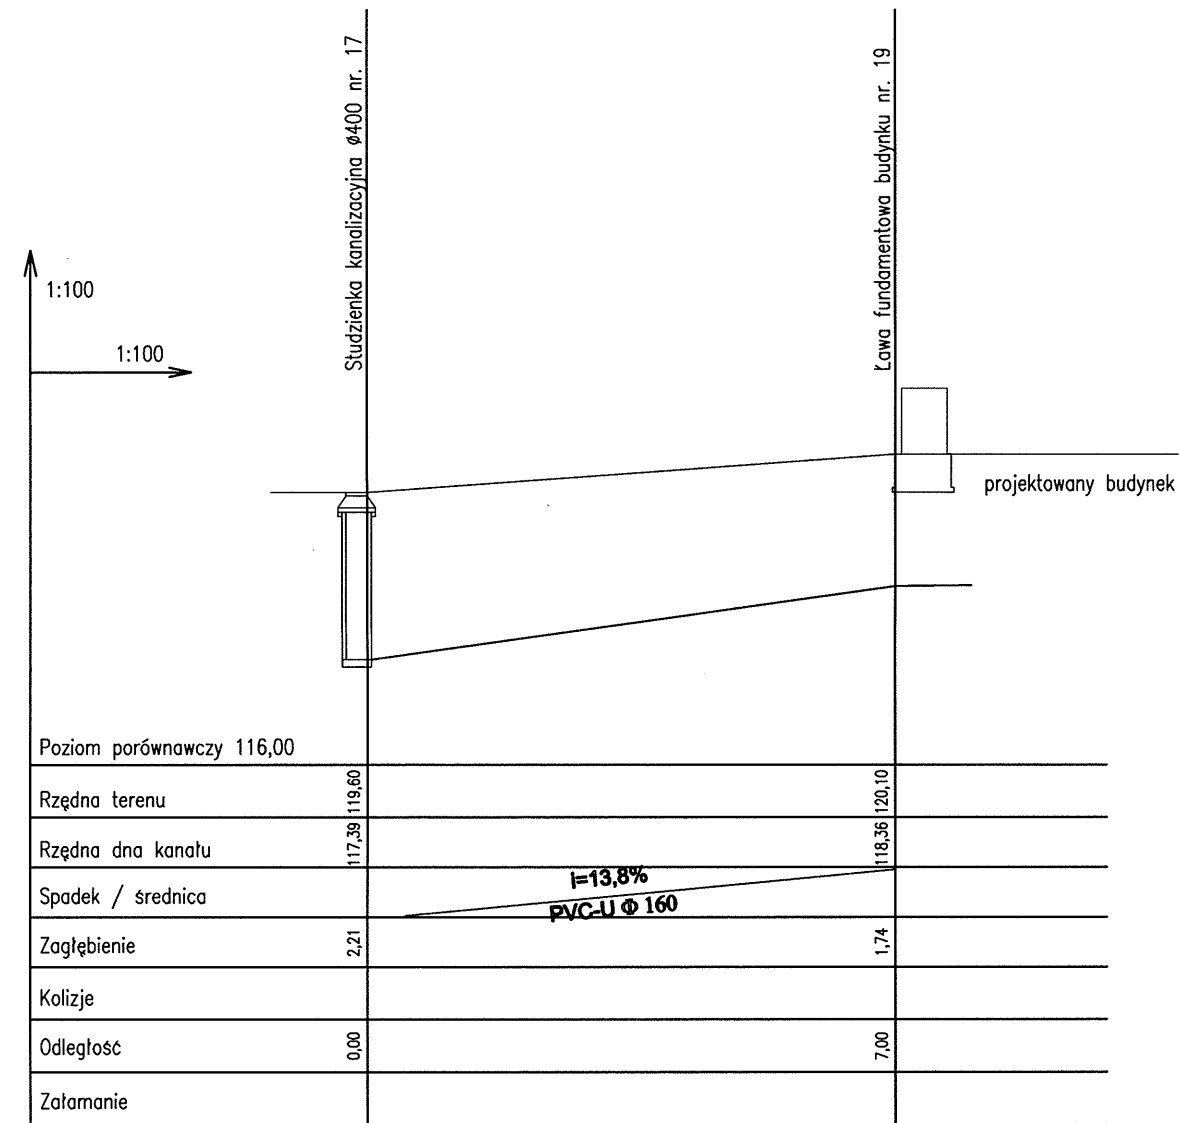 Studzienka kanalizacyjna ø400 nr. 17
Ława fundamentowa budynku nr. 19
1:100
1:100
projektowany budynek
Poziom porównawczy 116,00
Rzędna terenu 119,60 120,10
Rzędna dna kanału 117,39 118,36
Spadek / średnica i=13,8%
PVC-U Φ 160
Zagłębienie 2,21 1,74
Kolizje
Odległość 0,00 7,00
Załamanie